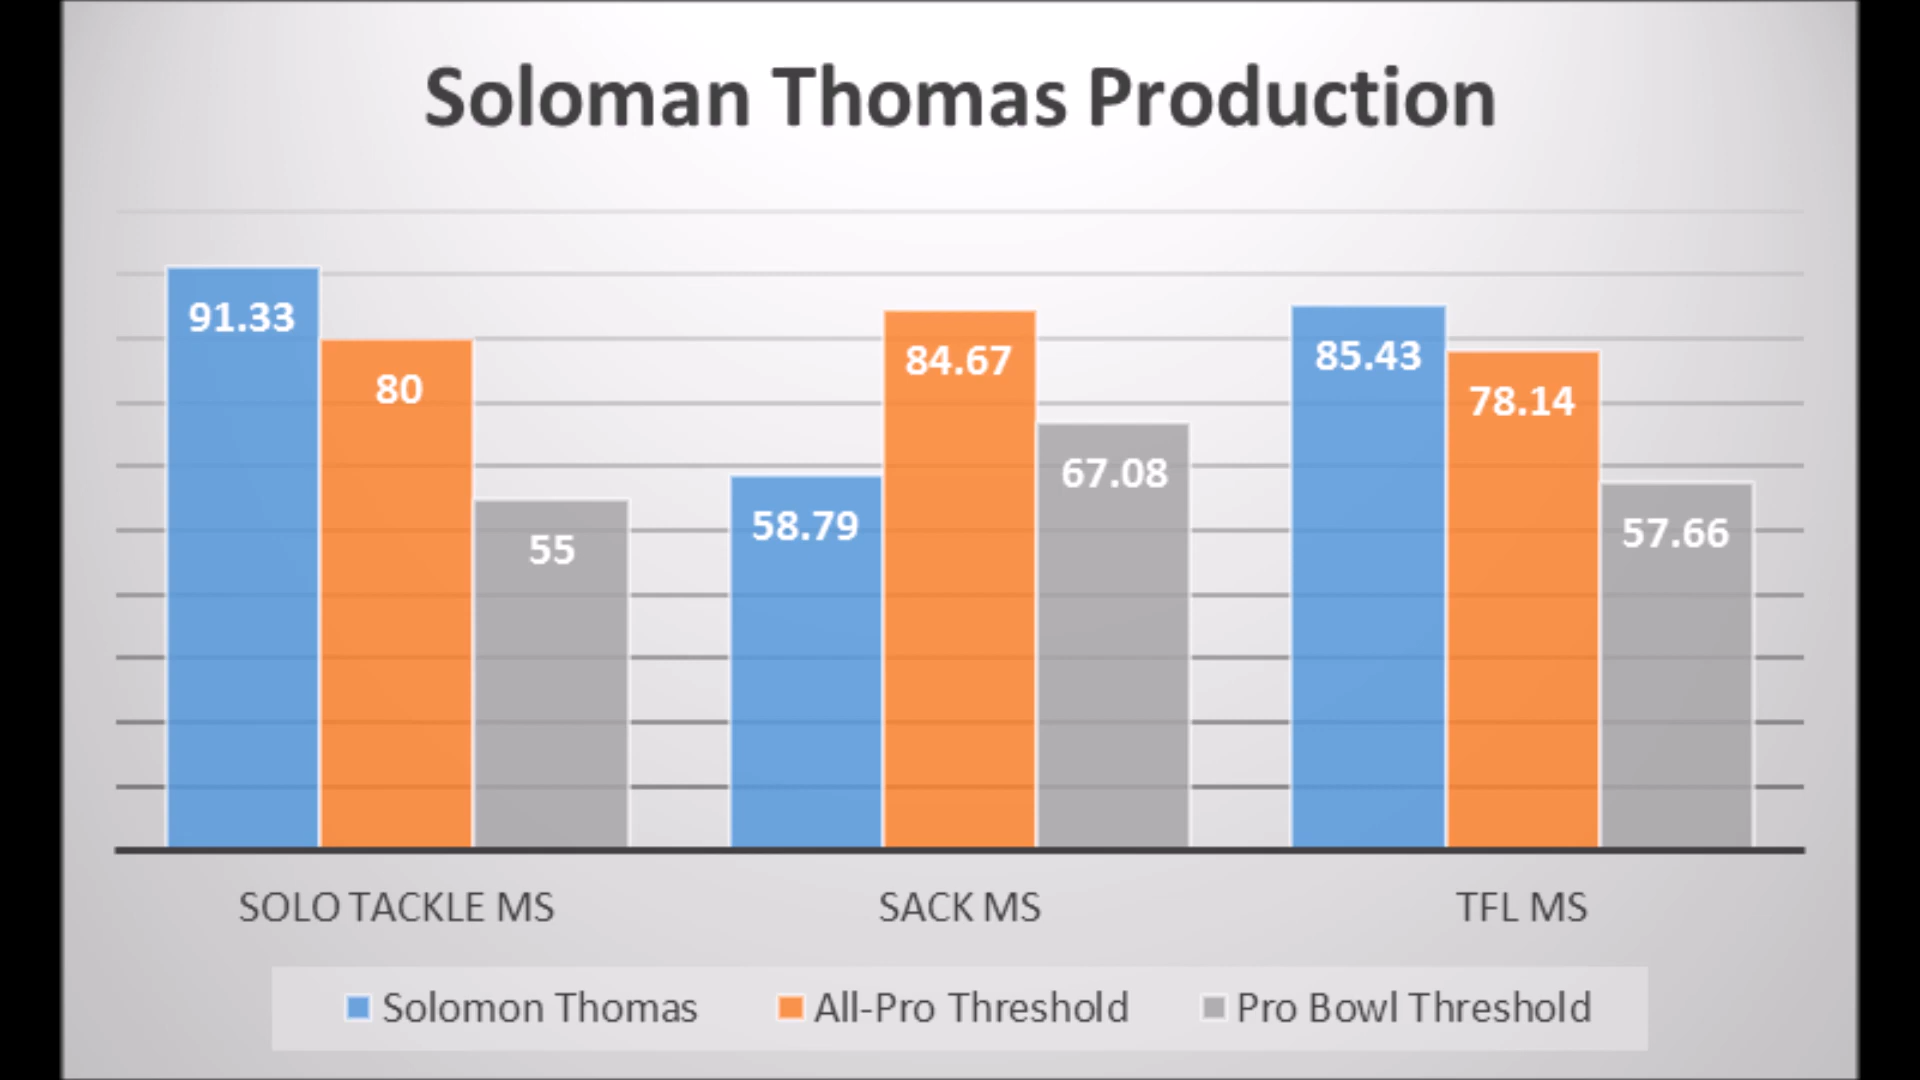 Soloman Thomas Production
91.33
80
55
58.79
84.67
67.08
85.43
78.14
57.66
SOLO TACKLE MS
SACK MS
TFL MS
Solomon Thomas
All-Pro Threshold
Pro Bowl Threshold